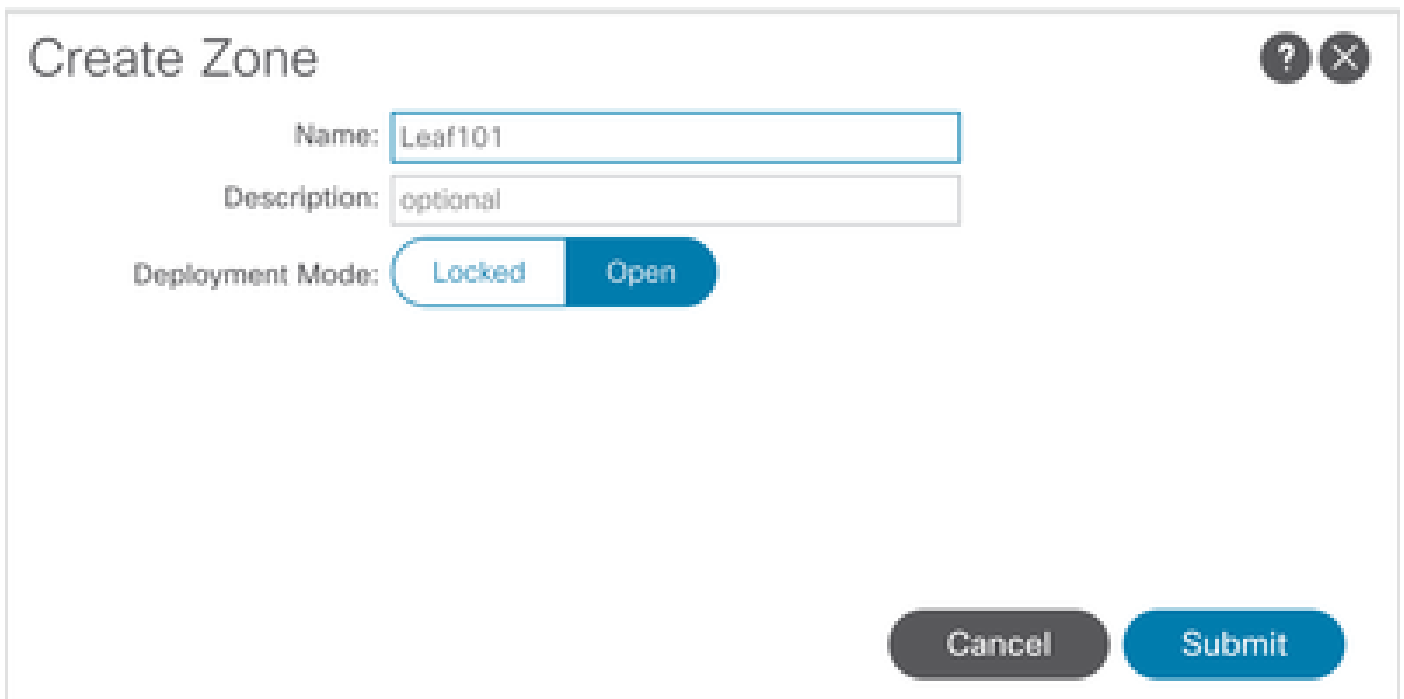 Create Zone
?
Name: Leaf101
Description: optional
Deployment Mode: Locked Open
Cancel Submit